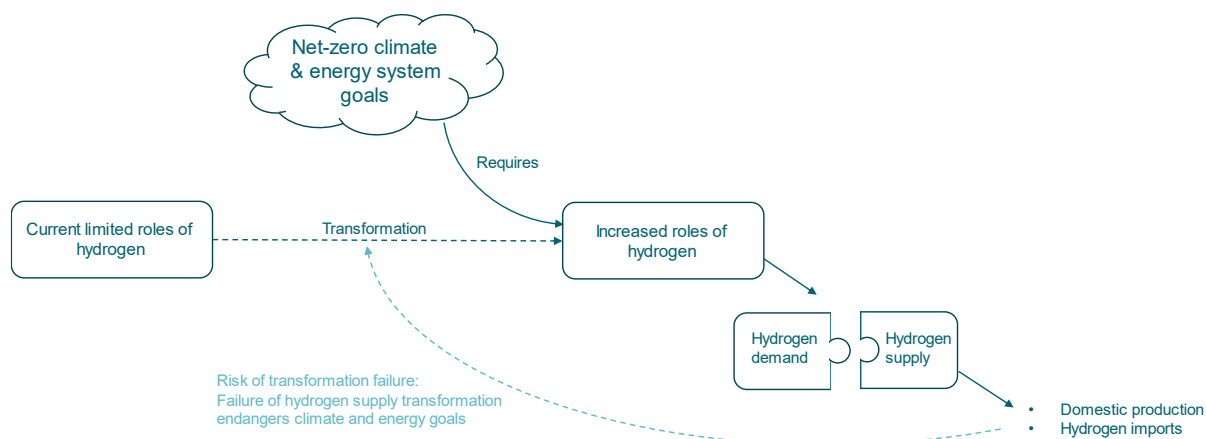 Net-zero climate
& energy system
goals
Requires
Current limited roles of
hydrogen
Transformation
Increased roles of
hydrogen
Hydrogen
demand
Hydrogen
supply
Risk of transformation failure:
Failure of hydrogen supply transformation
endangers climate and energy goals
• Domestic production
• Hydrogen imports